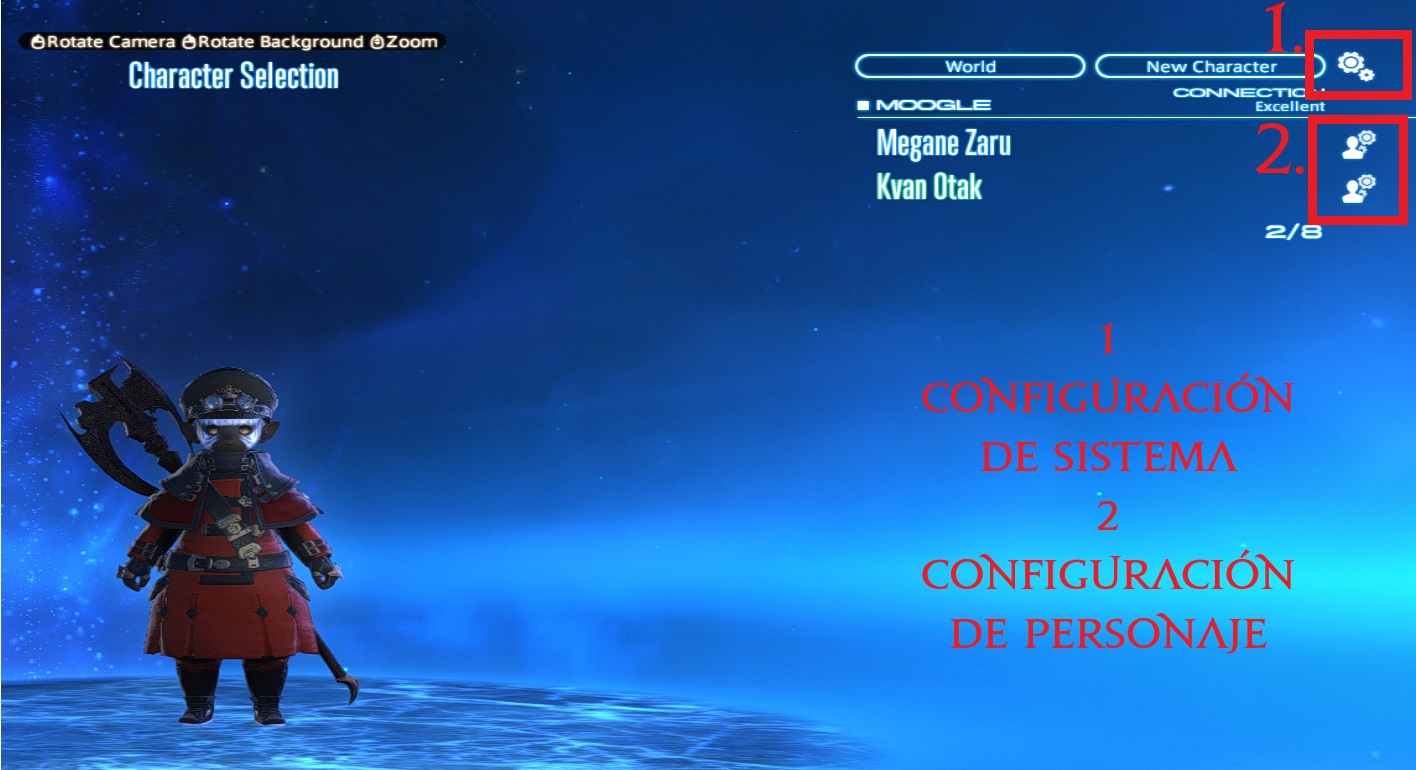 Rotate Camera Rotate Background Zoom
Character Selection
1.
World New Character
CONNECTION
MOOGLE Excellent
2.
Megane Zaru
Kvan Otak
2/8
1
CONFIGURACIÓN
DE SISTEMA
2
CONFIGURACIÓN
DE PERSONAJE